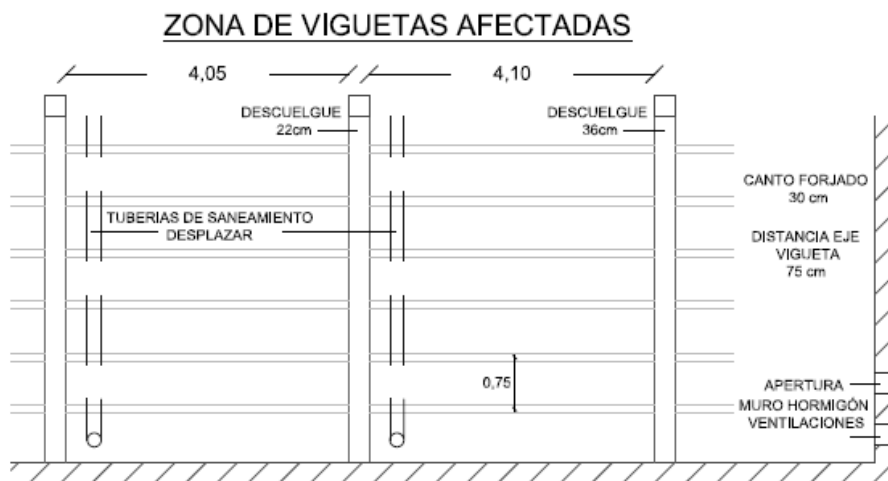 ZONA DE VIGUETAS AFECTADAS
4,05
4,10
DESCUELGUE
22cm
DESCUELGUE
36cm
CANTO FORJADO
30 cm
TUBERIAS DE SANEAMIENTO
DESPLAZAR
DISTANCIA EJE
VIGUETA
75 cm
0,75
APERTURA
MURO HORMIGÓN
VENTILACIONES